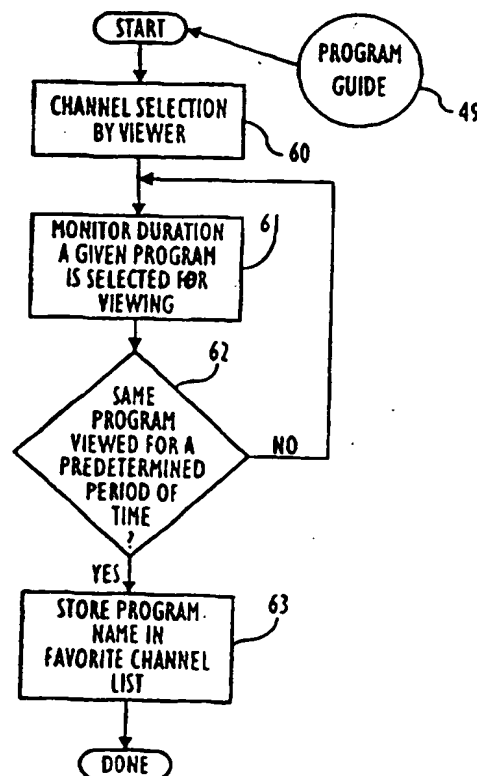 START
PROGRAM
GUIDE
49
CHANNEL SELECTION
BY VIEWER
60
MONITOR DURATION
A GIVEN PROGRAM
IS SELECTED FOR
VIEWING
61
62
SAME
PROGRAM
VIEWED FOR A
PREDETERMINED
PERIOD OF
TIME
?
NO
YES
STORE PROGRAM
NAME IN
FAVORITE CHANNEL
LIST
63
DONE